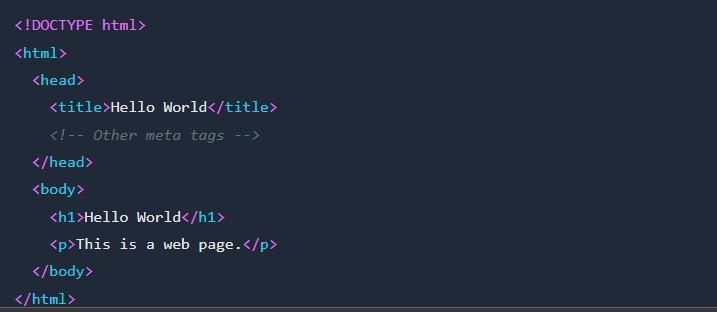 <!DOCTYPE html>
<html>
<head>
<title>Hello World</title>
<!-- Other meta tags -->
</head>
<body>
<h1>Hello World</h1>
<p>This is a web page.</p>
</body>
</html>